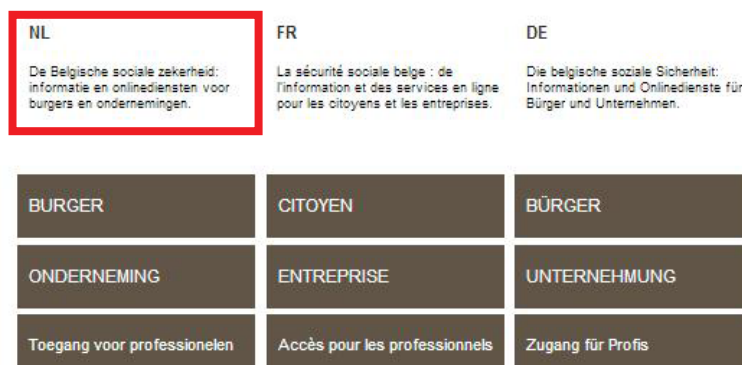 NL
De Belgische sociale zekerheid:
informatie en onlinediensten voor
burgers en ondernemingen.
FR
La sécurité sociale belge : de
l'information et des services en ligne
pour les citoyens et les entreprises.
DE
Die belgische soziale Sicherheit:
Informationen und Onlinedienste für
Bürger und Unternehmen.
BURGER
CITOYEN
BÜRGER
ONDERNEMING
ENTREPRISE
UNTERNEHMUNG
Toegang voor professionelen
Accès pour les professionnels
Zugang für Profis